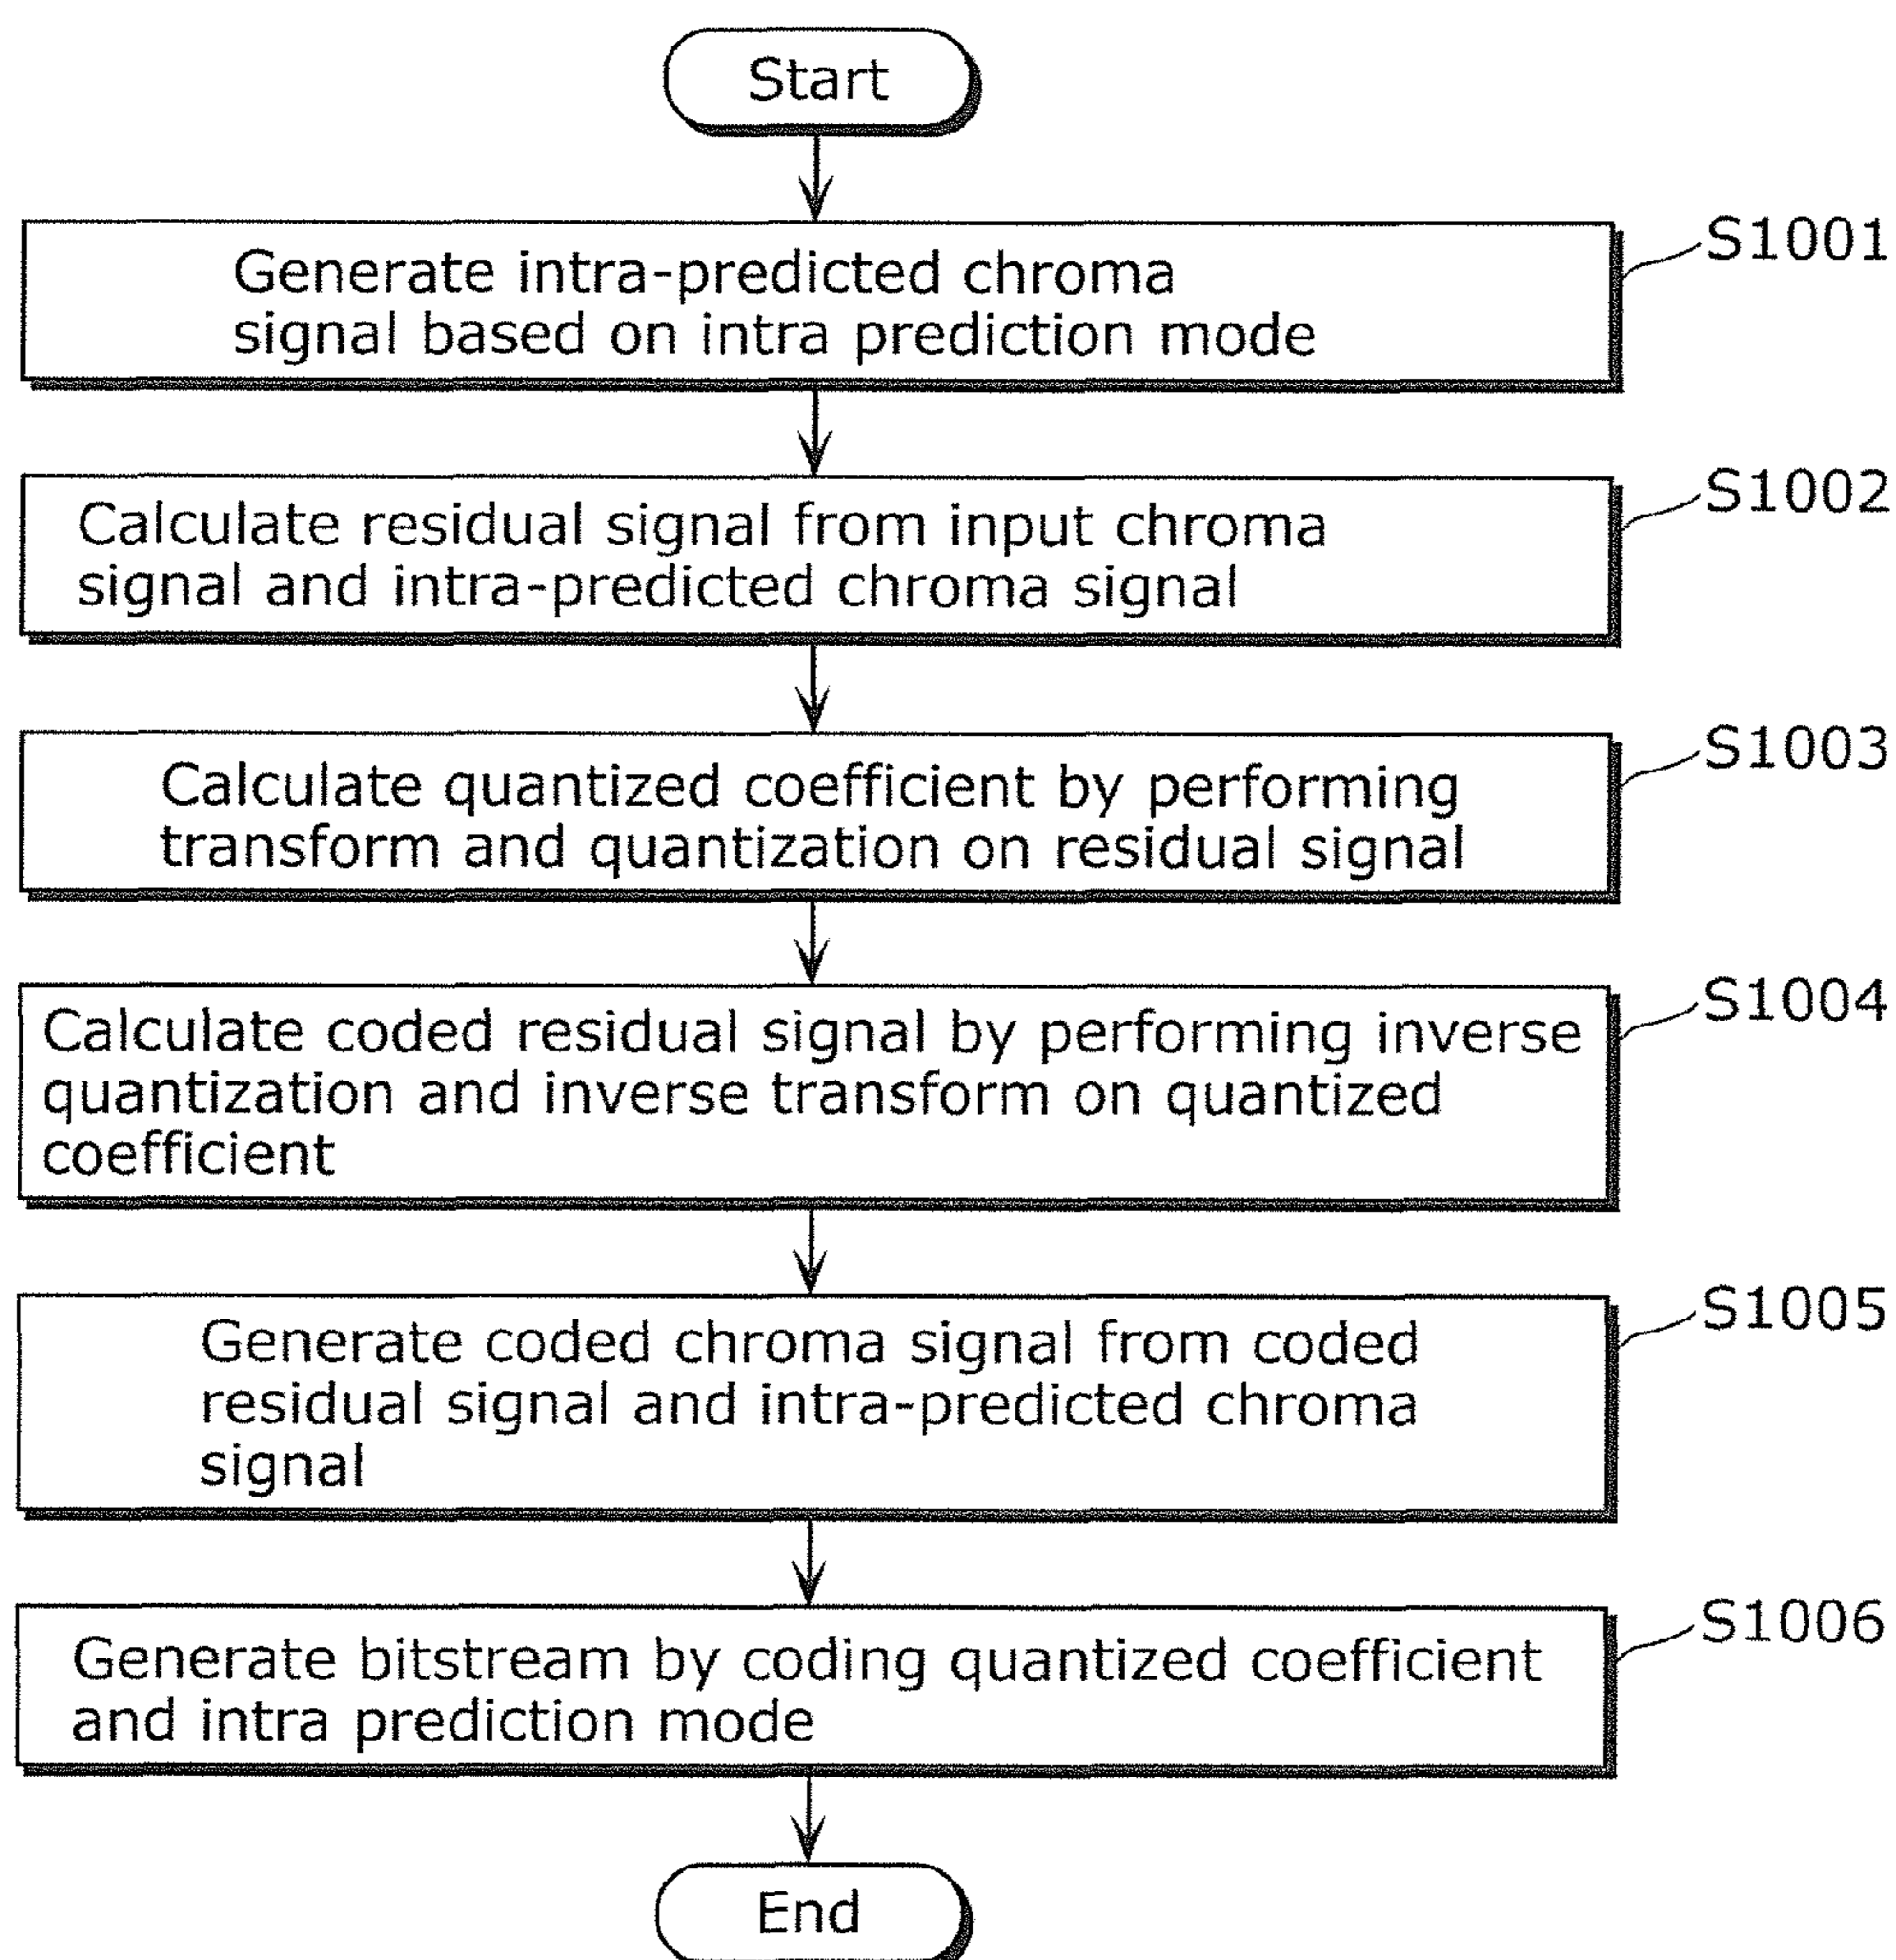 Start
Generate intra-predicted chroma
signal based on intra prediction mode
S1001
Calculate residual signal from input chroma
signal and intra-predicted chroma signal
S1002
Calculate quantized coefficient by performing
transform and quantization on residual signal
S1003
Calculate coded residual signal by performing inverse
quantization and inverse transform on quantized
coefficient
S1004
Generate coded chroma signal from coded
residual signal and intra-predicted chroma
signal
S1005
Generate bitstream by coding quantized coefficient
and intra prediction mode
S1006
End